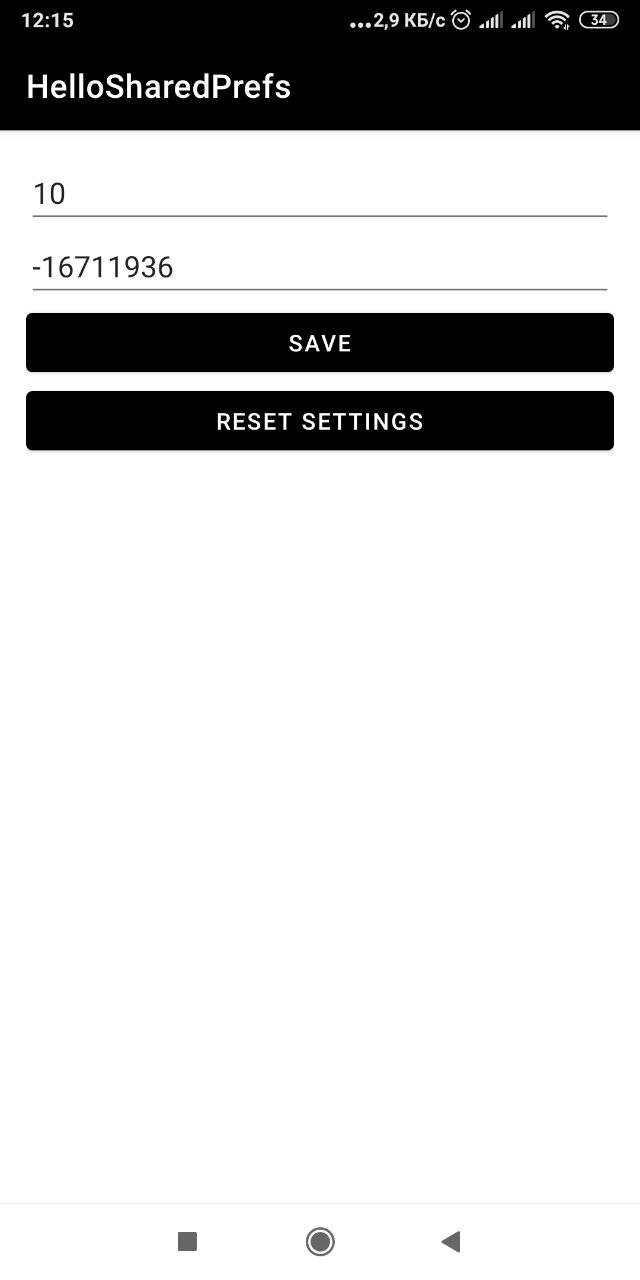 12:15 ...2,9 КБ/с 34
HelloSharedPrefs
10
-16711936
SAVE
RESET SETTINGS